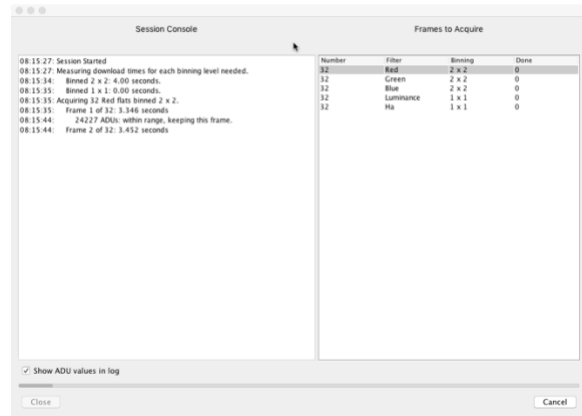 Session Console
Frames to Acquire
08:15:27: Session Started
08:15:27: Measuring download times for each binning level needed.
08:15:34: Binned 2 x 2: 4.00 seconds.
08:15:35: Binned 1 x 1: 0.00 seconds.
08:15:35: Acquiring 32 Red flats binned 2 x 2.
08:15:35: Frame 1 of 32: 3.346 seconds
08:15:44: 24227 ADUs: within range, keeping this frame.
08:15:44: Frame 2 of 32: 3.452 seconds
Number Filter Binning Done
32 Red 2 x 2 0
32 Green 2 x 2 0
32 Blue 2 x 2 0
32 Luminance 1 x 1 0
32 Ha 1 x 1 0
Show ADU values in log
Close
Cancel